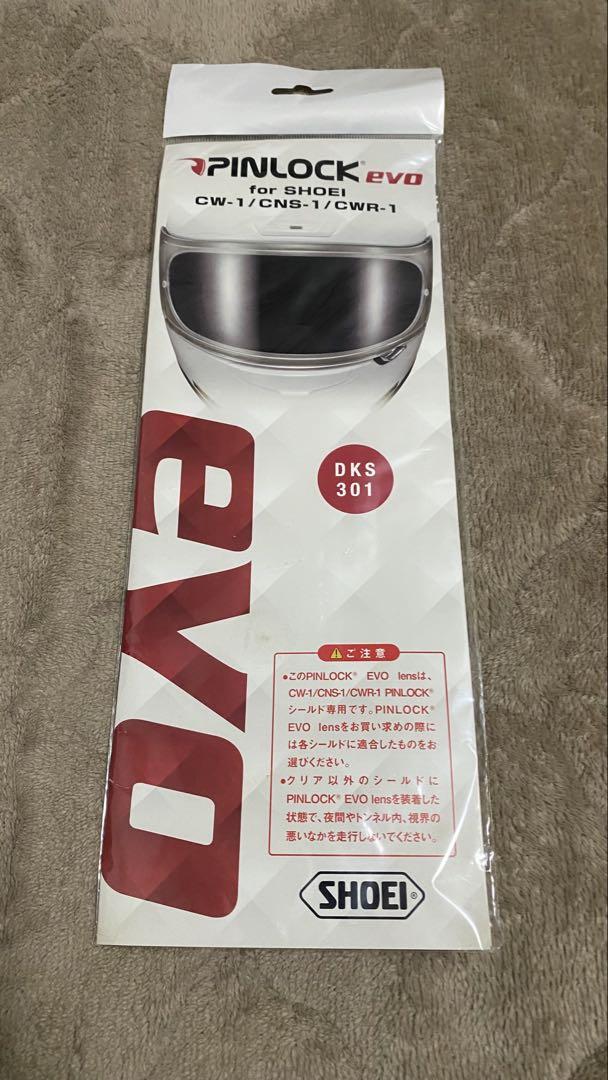 PINLOCK® evo
for SHOEI
CW-1/CNS-1/CWR-1
evo
DKS
301
ご注意
●このPINLOCK® EVO lensは、
CW-1/CNS-1/CWR-1 PINLOCK®
シールド専用です。PINLOCK®
EVO lensをお買い求めの際に
は各シールドに適合したものをお
選びください。
●クリア以外のシールドに
PINLOCK® EVO lensを装着した
状態で、夜間やトンネル内、視界の
悪いなかを走行しないでください。
SHOEI®